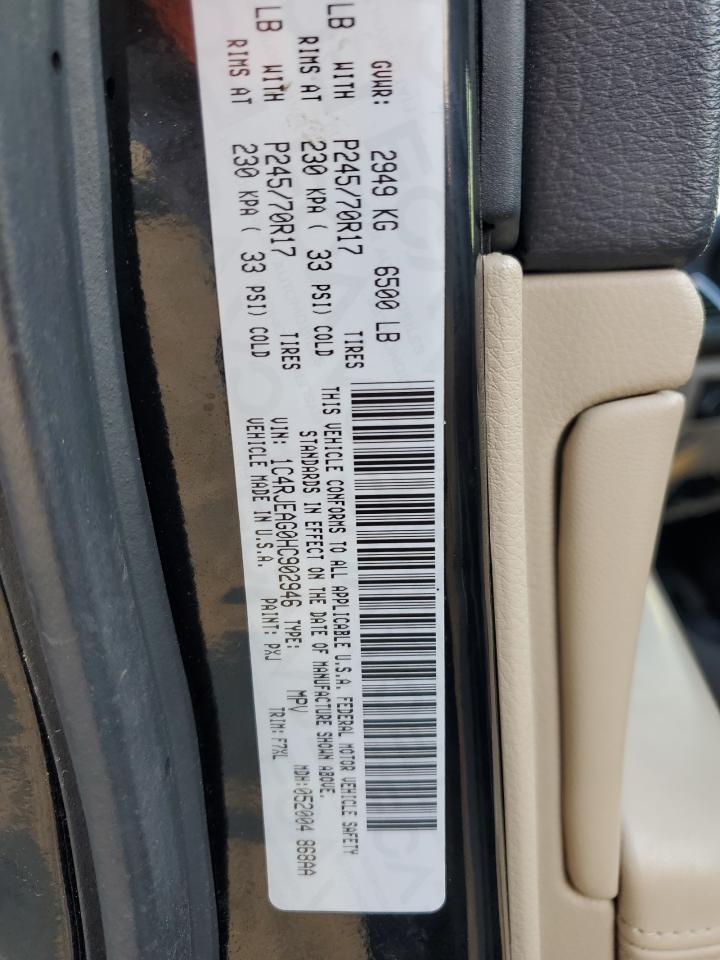 GVWR: 2949 KG 6500 LB
LB WITH P245/70R17 TIRES
RIMS AT 230 KPA ( 33 PSI) COLD
LB WITH P245/70R17 TIRES
RIMS AT 230 KPA ( 33 PSI) COLD
THIS VEHICLE CONFORMS TO ALL APPLICABLE U.S.A. FEDERAL MOTOR VEHICLE SAFETY
STANDARDS IN EFFECT ON THE DATE OF MANUFACTURE SHOWN ABOVE.
VIN: 1C4RJEAG0HC902946 TYPE: MPV MDH:052004 868AA
VEHICLE MADE IN U.S.A. PAINT: PXJ TRIM: F7XL